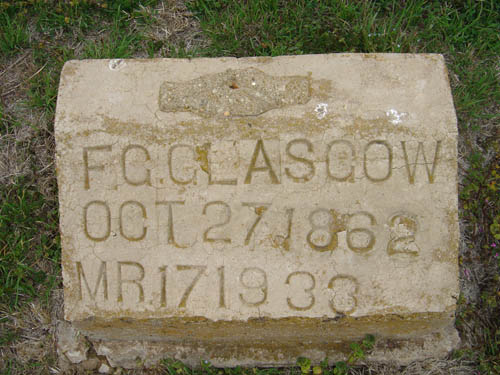 F.G. GLASGOW
OCT. 27, 1862
MR. 17 1933